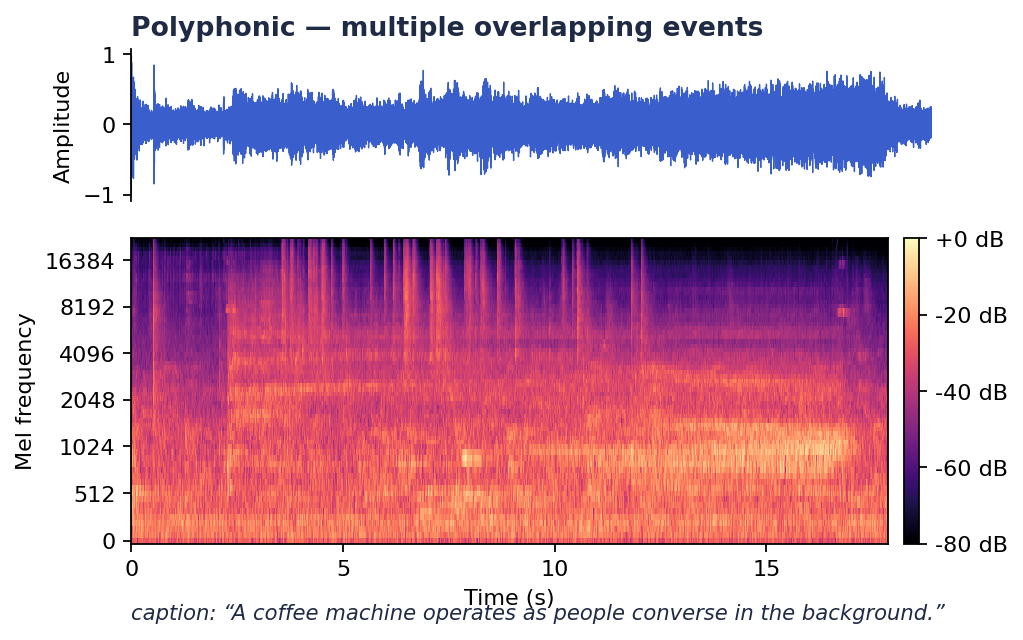 Polyphonic — multiple overlapping events
1
0
−1
Amplitude
16384
8192
4096
2048
1024
512
0
Mel frequency
+0 dB
-20 dB
-40 dB
-60 dB
-80 dB
0 5 10 15
Time (s)
caption: “A coffee machine operates as people converse in the background.”